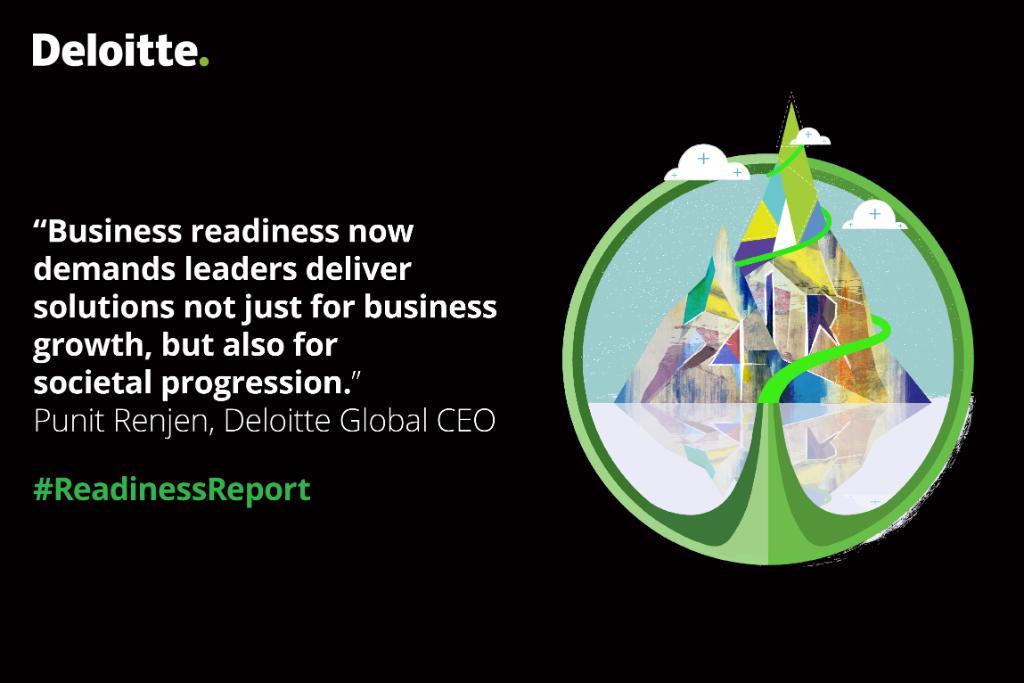 Deloitte.
“Business readiness now
demands leaders deliver
solutions not just for business
growth, but also for
societal progression.”
Punit Renjen, Deloitte Global CEO
#ReadinessReport